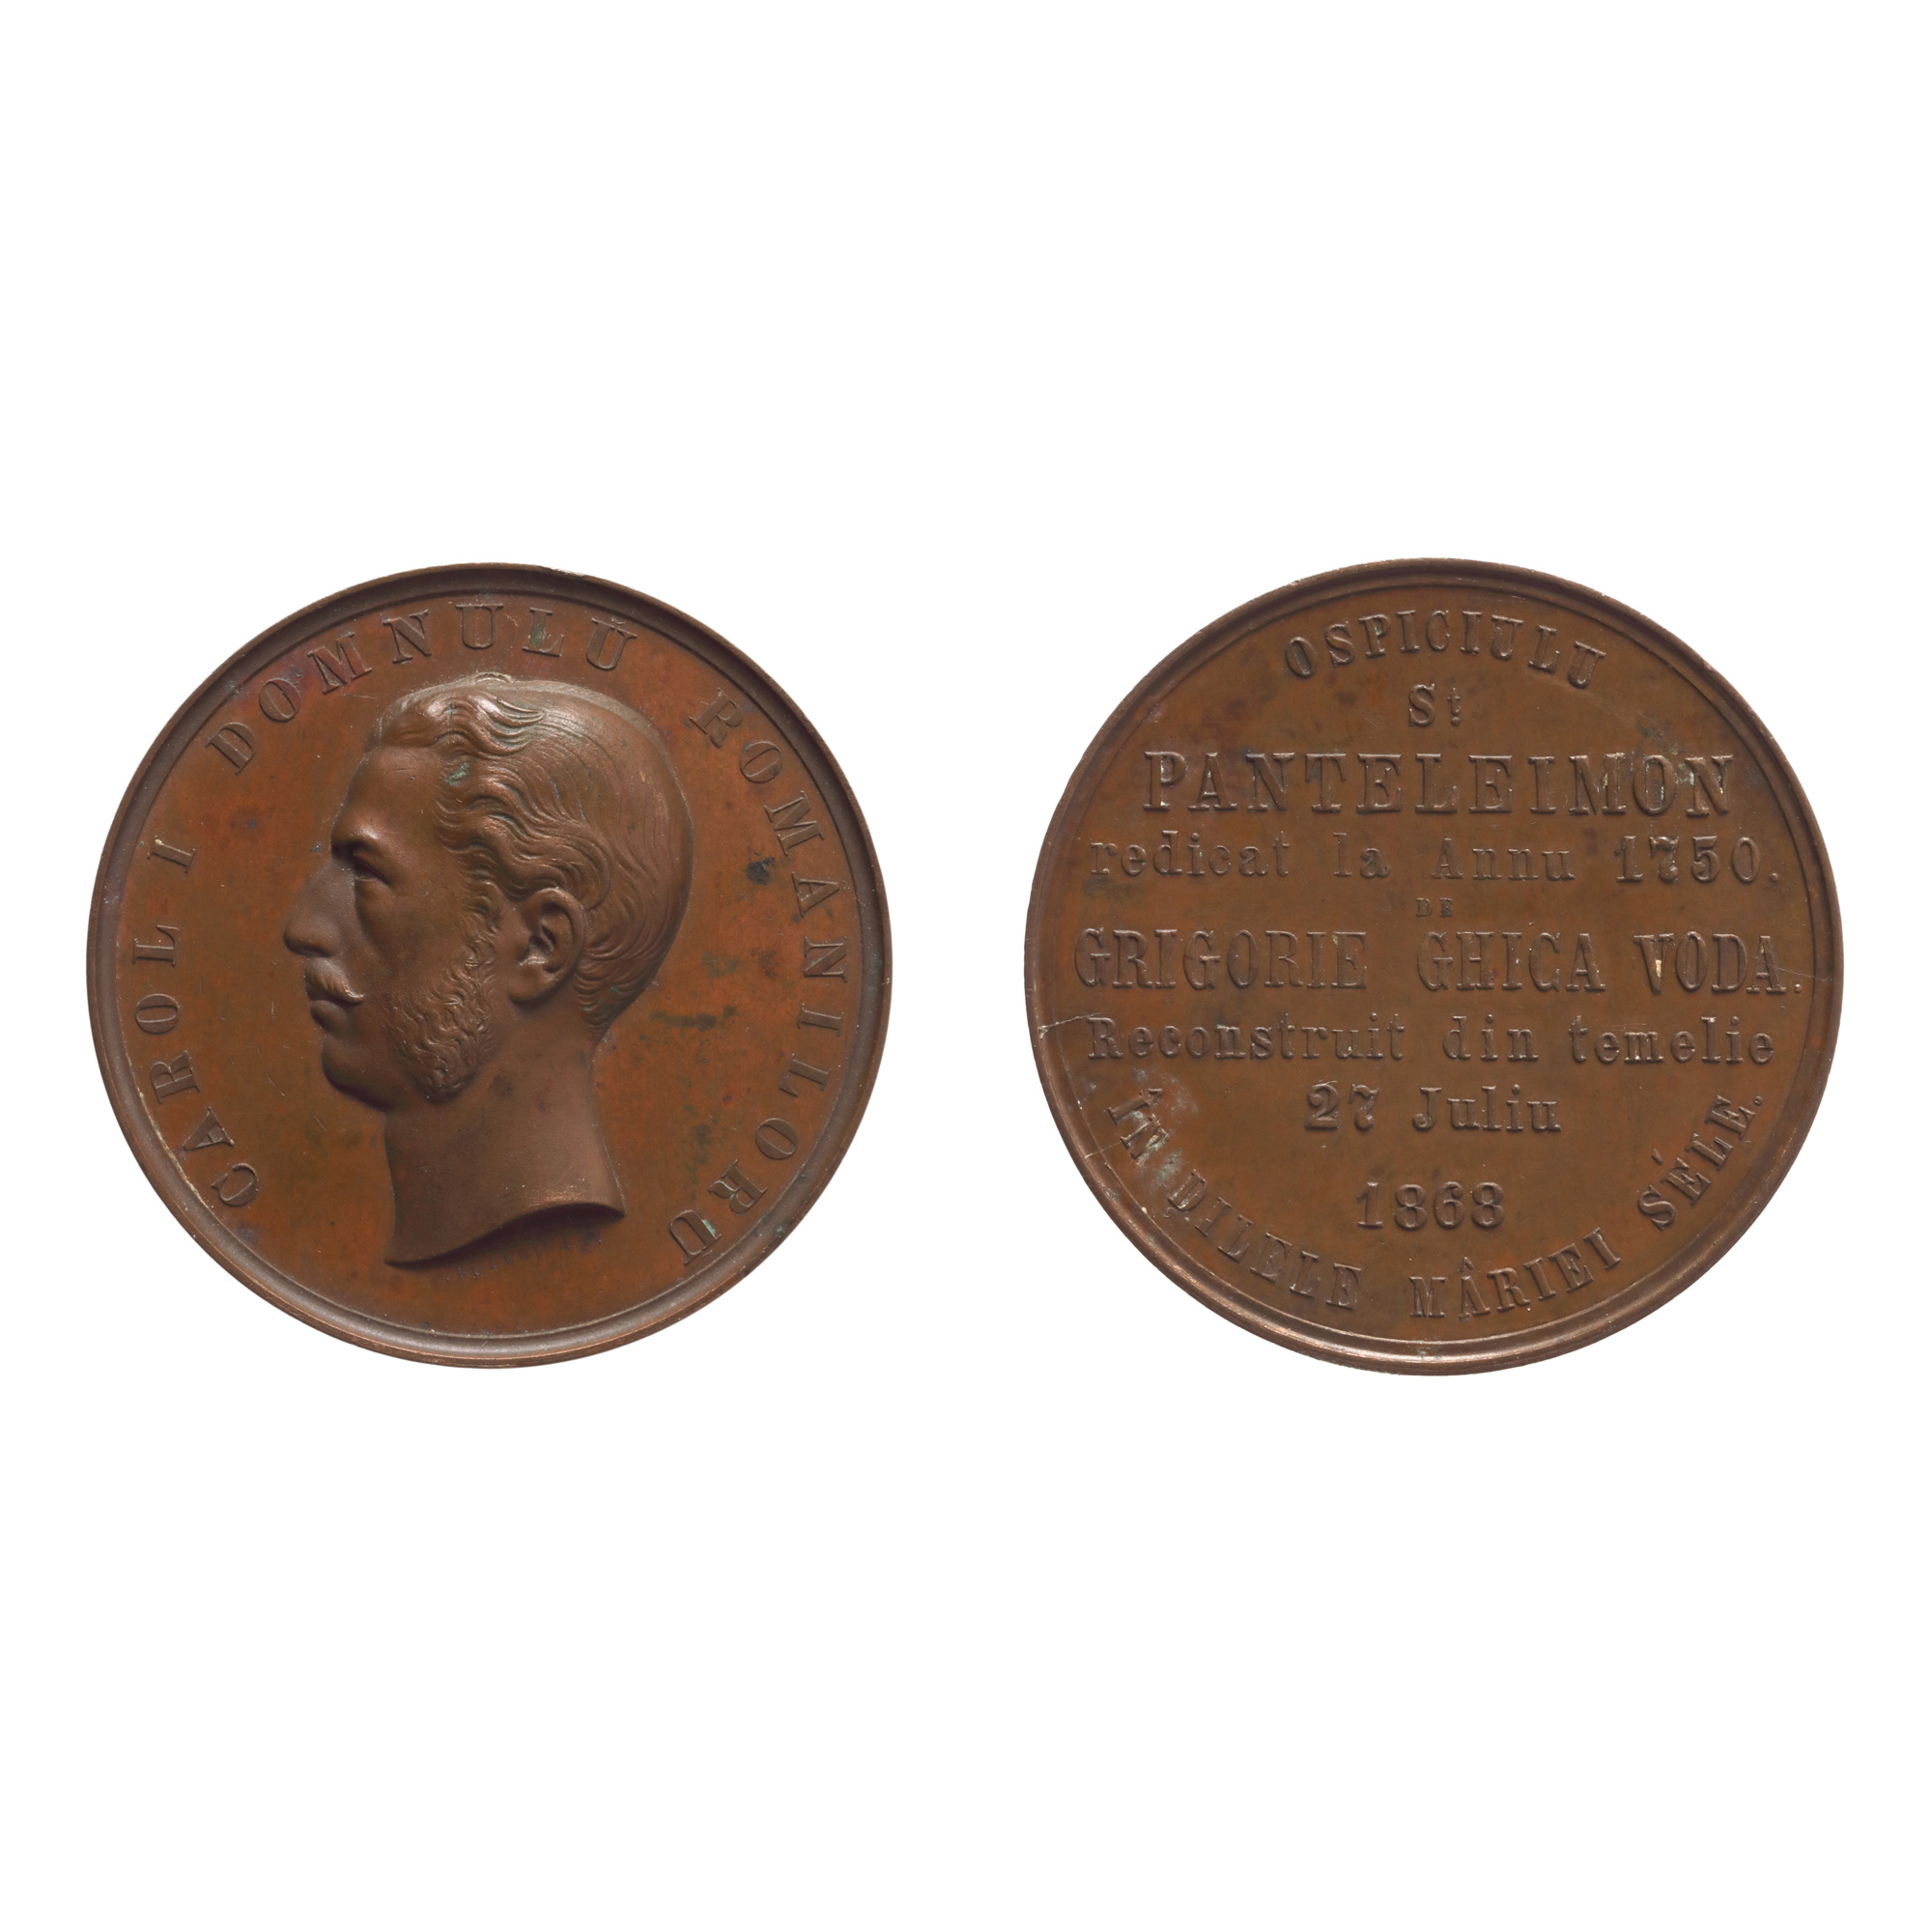 CAROL I DOMNULŬ ROMANILORU
OSPICIULU
St
PANTELEIMON
redicat la Annu 1750.
DE
GRIGORIE GHICA VODA.
Reconstruit din temelie
27 Juliu
1868
ÎN DILELE MÂRIEI SÉLE.